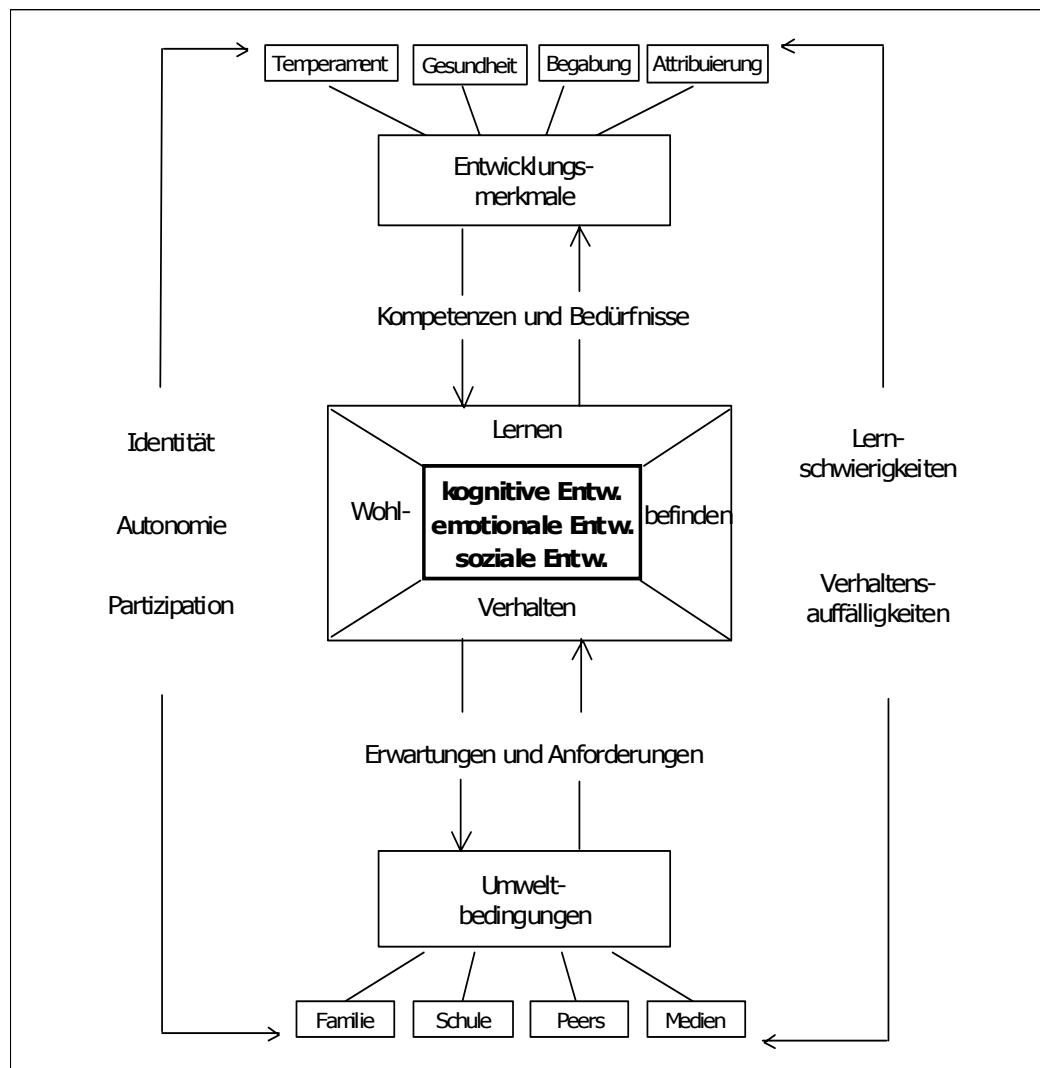 Temperament Gesundheit Begabung Attribuierung
Entwicklungs-
merkmale
Kompetenzen und Bedürfnisse
Identität
Autonomie
Partizipation
Lernen
Wohl-
kognitive Entw.
emotionale Entw.
soziale Entw.
befinden
Verhalten
Lern-
schwierigkeiten
Verhaltens-
auffälligkeiten
Erwartungen und Anforderungen
Umwelt-
bedingungen
Familie Schule Peers Medien